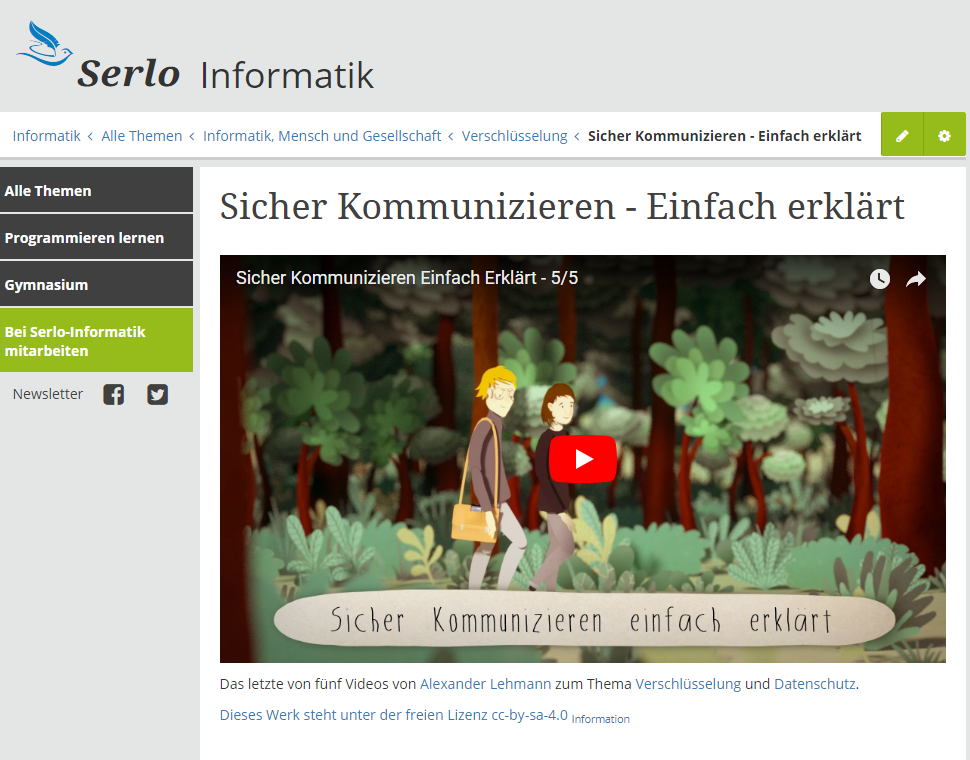 Serlo Informatik
Informatik < Alle Themen < Informatik, Mensch und Gesellschaft < Verschlüsselung < Sicher Kommunizieren - Einfach erklärt
Alle Themen
Programmieren lernen
Gymnasium
Bei Serlo-Informatik
mitarbeiten
Newsletter
Sicher Kommunizieren - Einfach erklärt
Sicher Kommunizieren Einfach Erklärt - 5/5
Sicher Kommunizieren einfach erklärt
Das letzte von fünf Videos von Alexander Lehmann zum Thema Verschlüsselung und Datenschutz.
Dieses Werk steht unter der freien Lizenz cc-by-sa-4.0 Information